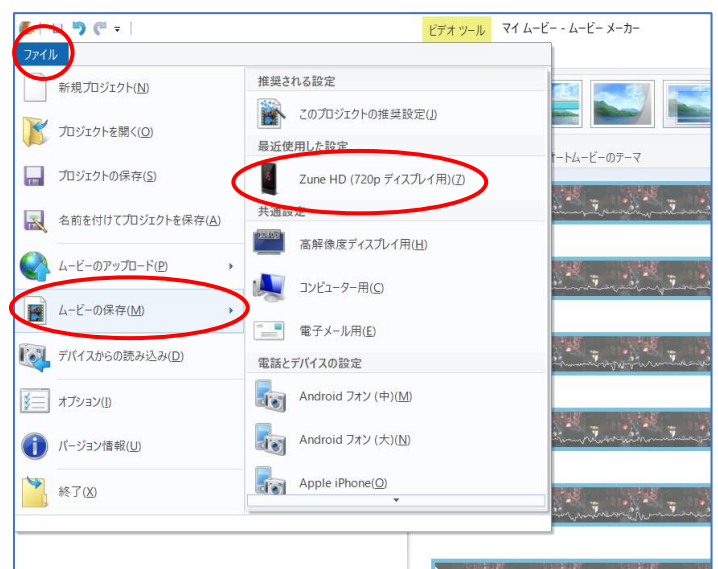 ビデオ ツール
マイ ムービー - ムービー メーカー
ファイル
新規プロジェクト(N)
プロジェクトを開く(O)
プロジェクトの保存(S)
名前を付けてプロジェクトを保存(A)
ムービーのアップロード(P)
ムービーの保存(M)
デバイスからの読み込み(D)
オプション(I)
バージョン情報(U)
終了(X)
推奨される設定
このプロジェクトの推奨設定(J)
最近使用した設定
Zune HD (720p ディスプレイ用)(7)
共通設定
高解像度ディスプレイ用(H)
コンピューター用(C)
電子メール用(E)
電話とデバイスの設定
Android フォン (中)(M)
Android フォン (大)(N)
Apple iPhone(O)
オートムービーのテーマ